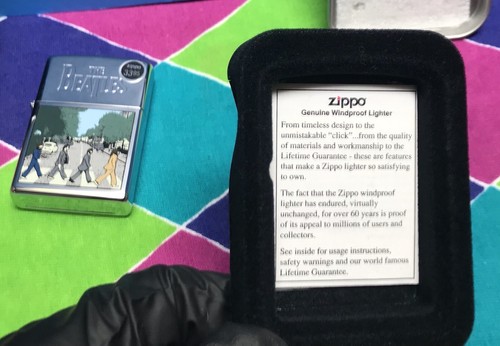 THE
BEATLES
zippo
Genuine Windproof Lighter
From timeless design to the
unmistakable "click"...from the quality
of materials and workmanship to the
Lifetime Guarantee - these are features
that make a Zippo lighter so satisfying
to own.
The fact that the Zippo windproof
lighter has endured, virtually
unchanged, for over 60 years is proof
of its appeal to millions of users and
collectors.
See inside for usage instructions,
safety warnings and our world famous
Lifetime Guarantee.